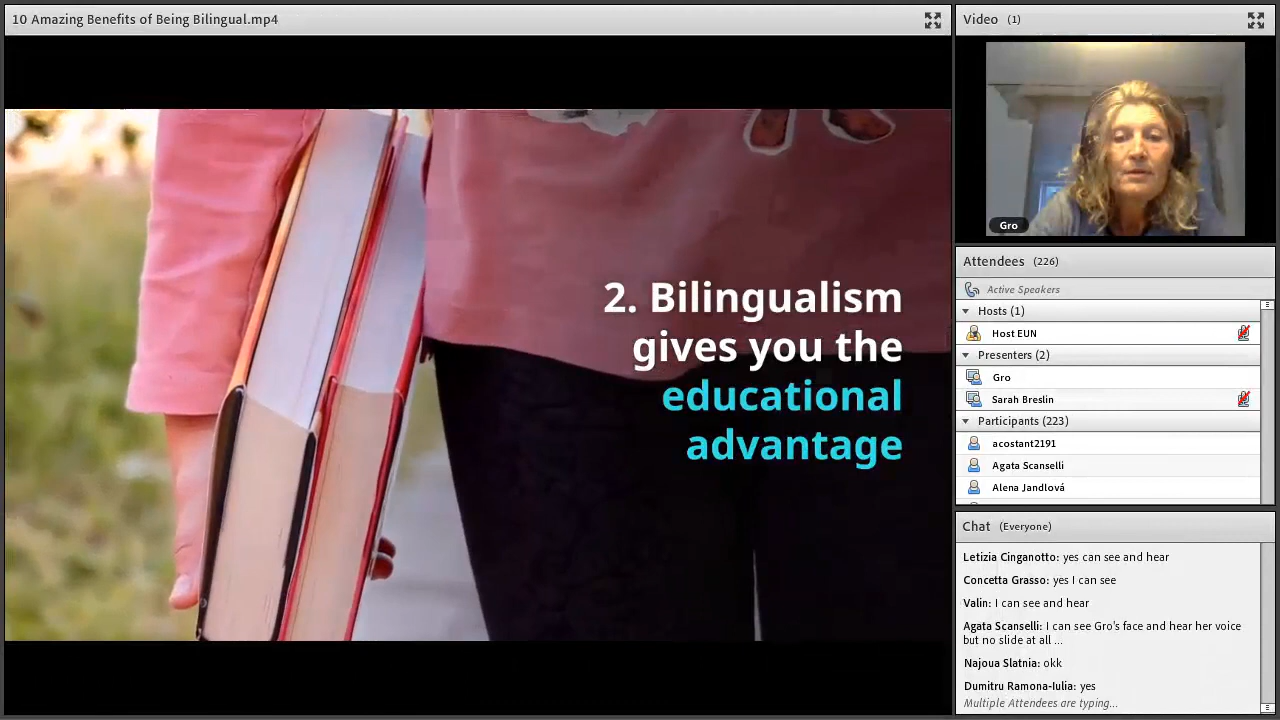 10 Amazing Benefits of Being Bilingual.mp4
2. Bilingualism
gives you the
educational
advantage
Video (1)
Gro
Attendees (226)
Active Speakers
Hosts (1)
Host EUN
Presenters (2)
Gro
Sarah Breslin
Participants (223)
acostant2191
Agata Scanselli
Alena Jandlová
Chat (Everyone)
Letizia Cinganotto: yes can see and hear
Concetta Grasso: yes I can see
Valin: I can see and hear
Agata Scanselli: I can see Gro's face and hear her voice
but no slide at all ...
Najoua Slatnia: okk
Dumitru Ramona-Iulia: yes
Multiple Attendees are typing...